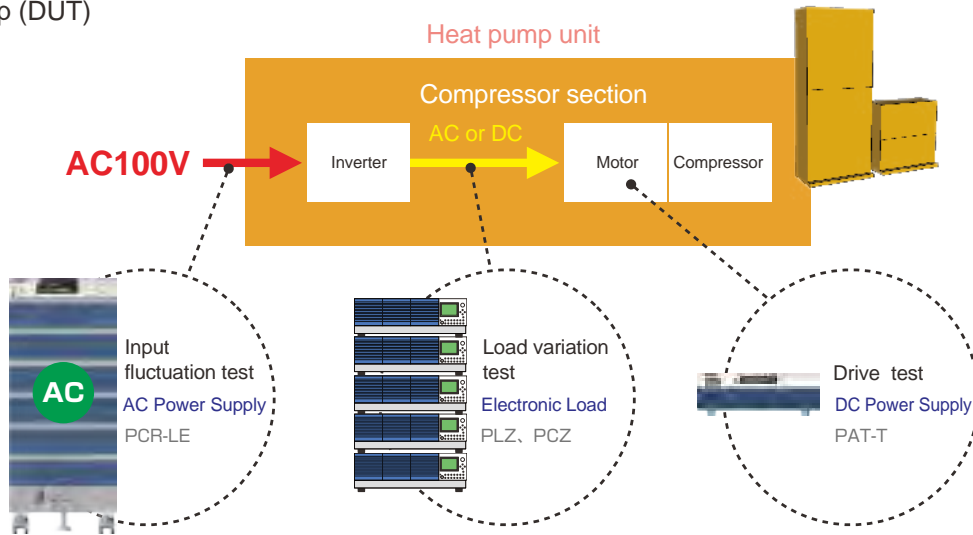 p (DUT)
Heat pump unit
Compressor section
AC or DC
AC100V
Inverter
Motor
Compressor
Input
fluctuation test
AC Power Supply
PCR-LE
AC
Load variation
test
Electronic Load
PLZ、PCZ
Drive test
DC Power Supply
PAT-T